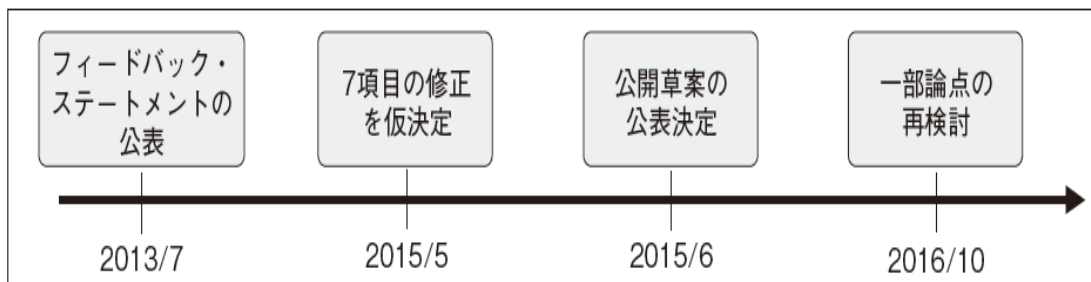 フィードバック・
ステートメントの
公表
7項目の修正
を仮決定
公開草案の
公表決定
一部論点の
再検討
2013/7
2015/5
2015/6
2016/10